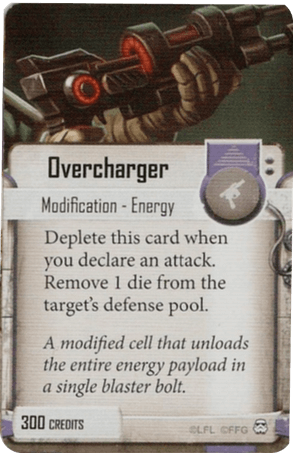 Overcharger
Modification - Energy
Deplete this card when
you declare an attack.
Remove 1 die from the
target's defense pool.
A modified cell that unloads
the entire energy payload in
a single blaster bolt.
300 CREDITS
©LFL ©FFG